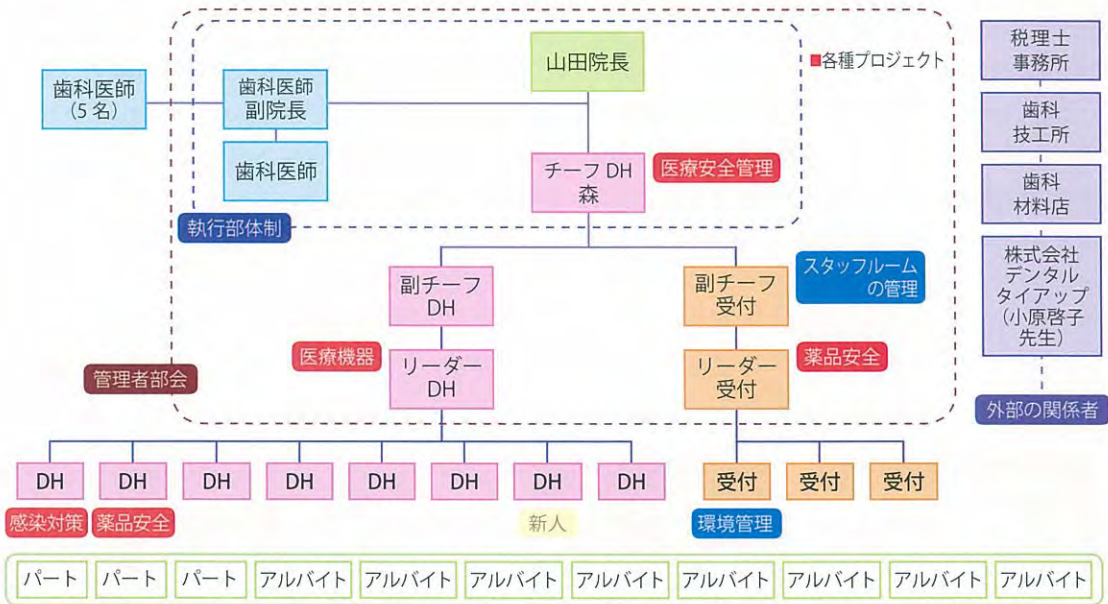 山田院長
■各種プロジェクト
税理士
事務所
歯科医師
(5名)
歯科医師
副院長
歯科
技工所
歯科医師
チーフ DH
森
医療安全管理
歯科
材料店
執行部体制
副チーフ
DH
副チーフ
受付
スタッフルーム
の管理
株式会社
デンタル
タイアップ
(小原啓子
先生)
医療機器
リーダー
DH
リーダー
受付
薬品安全
管理者部会
外部の関係者
DH
DH
DH
DH
DH
DH
DH
DH
受付
受付
受付
感染対策
薬品安全
新人
環境管理
パート
パート
パート
アルバイト
アルバイト
アルバイト
アルバイト
アルバイト
アルバイト
アルバイト
アルバイト